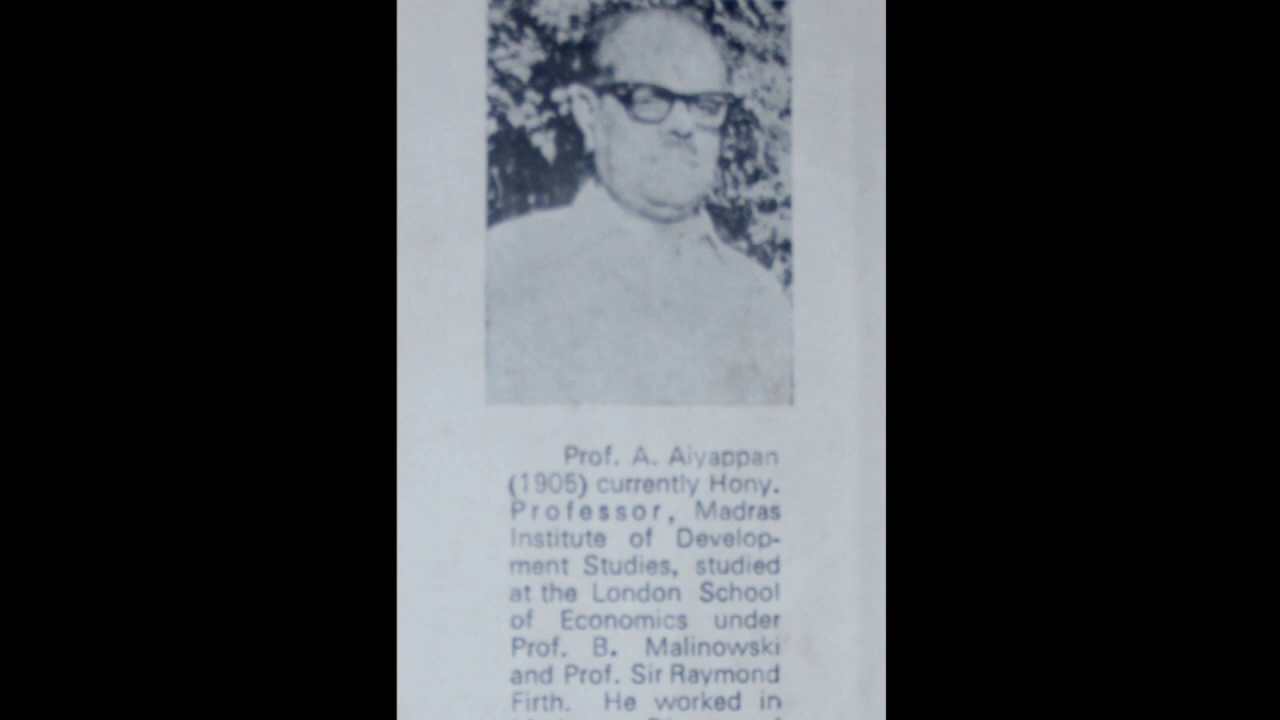 Prof. A. Aiyappan
(1905) currently Hony.
Professor, Madras
Institute of Develop-
ment Studies, studied
at the London School
of Economics under
Prof. B. Malinowski
and Prof. Sir Raymond
Firth. He worked in